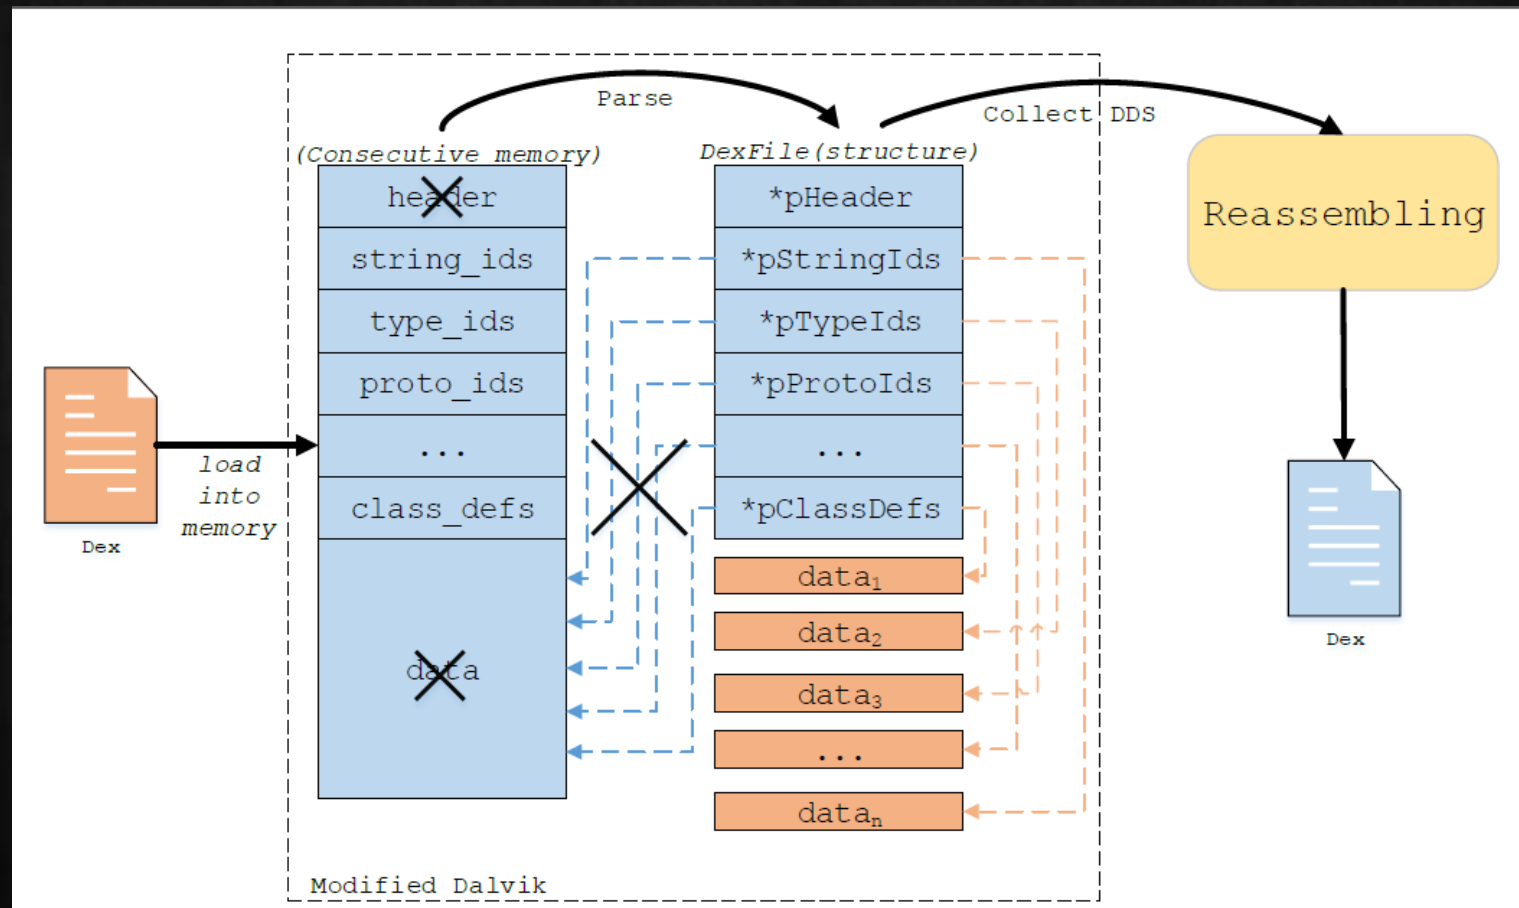 Parse
Collect DDS
(Consecutive memory)
DexFile(structure)
header
string_ids
type_ids
proto_ids
...
class_defs
data
*pHeader
*pStringIds
*pTypeIds
*pProtoIds
...
*pClassDefs
data₁
data₂
data₃
...
dataₙ
Reassembling
load
into
memory
Dex
Dex
Modified Dalvik